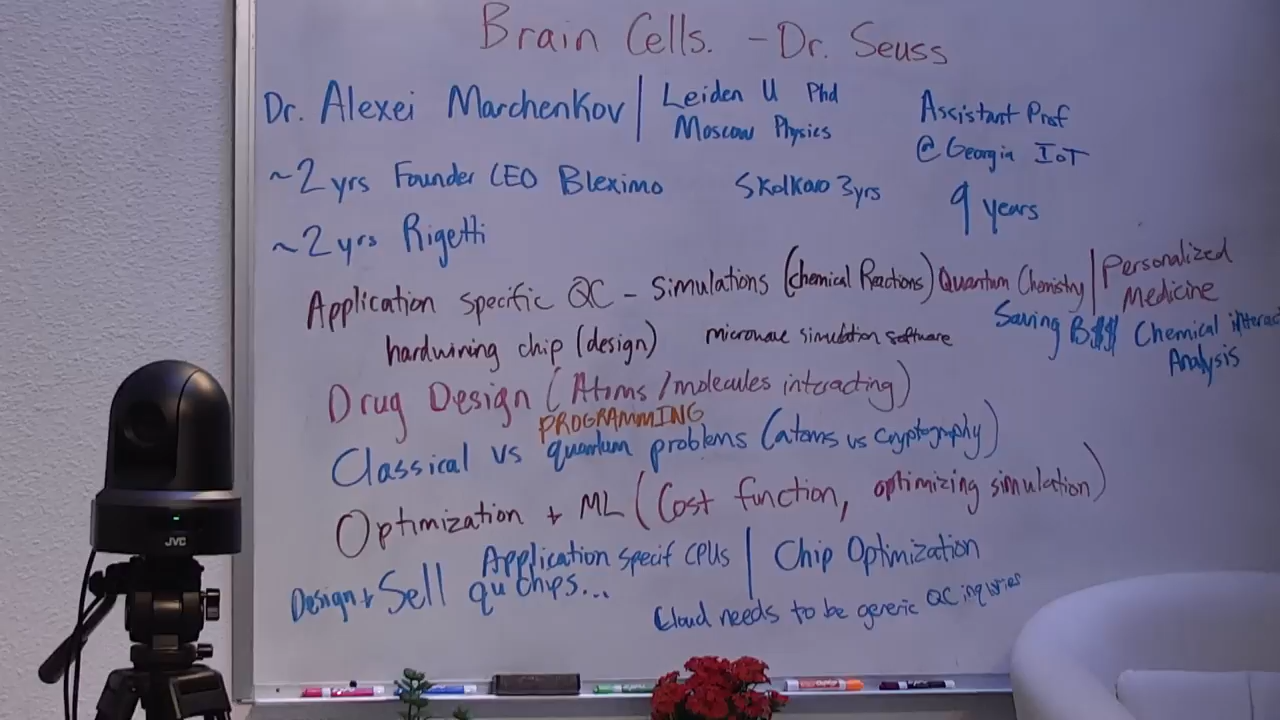 Brain Cells. - Dr. Seuss
Dr. Alexei Marchenkov | Leiden U Phd
Moscow Physics
Assistant Prof
@ Georgia IoT
9 years
~2 yrs Founder CEO Bleximo
Skolkovo 3yrs
~2 yrs Rigetti
Application specific QC - Simulations (chemical Reactions) Quantum Chemistry | Personalized
Medicine
hardwining chip (design) microwave simulation software
Saving B$$$ Chemical interac
Analysis
Drug Design (Atoms/molecules interacting)
PROGRAMMING
Classical vs quantum problems (atoms vs cryptography)
Optimization + ML (Cost function, optimizing simulation)
Application specif CPUs | Chip Optimization
Design + Sell qu chips...
Cloud needs to be generic QC inquiries
JVC